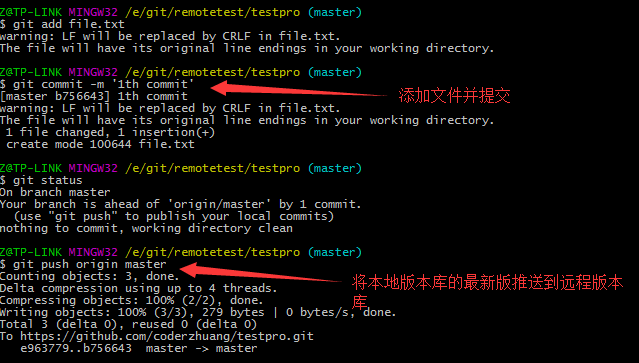 Z@TP-LINK MINGW32 /e/git/remotetest/testpro (master)
$ git add file.txt
warning: LF will be replaced by CRLF in file.txt.
The file will have its original line endings in your working directory.
Z@TP-LINK MINGW32 /e/git/remotetest/testpro (master)
$ git commit -m '1th commit'
[master b756643] 1th commit
warning: LF will be replaced by CRLF in file.txt.
The file will have its original line endings in your working directory.
1 file changed, 1 insertion(+)
create mode 100644 file.txt
添加文件并提交
Z@TP-LINK MINGW32 /e/git/remotetest/testpro (master)
$ git status
On branch master
Your branch is ahead of 'origin/master' by 1 commit.
(use "git push" to publish your local commits)
nothing to commit, working directory clean
Z@TP-LINK MINGW32 /e/git/remotetest/testpro (master)
$ git push origin master
Counting objects: 3, done.
Delta compression using up to 4 threads.
Compressing objects: 100% (2/2), done.
Writing objects: 100% (3/3), 279 bytes | 0 bytes/s, done.
Total 3 (delta 0), reused 0 (delta 0)
To https://github.com/coderzhuang/testpro.git
e963779..b756643 master -> master
将本地版本库的最新版推送到远程版本
库